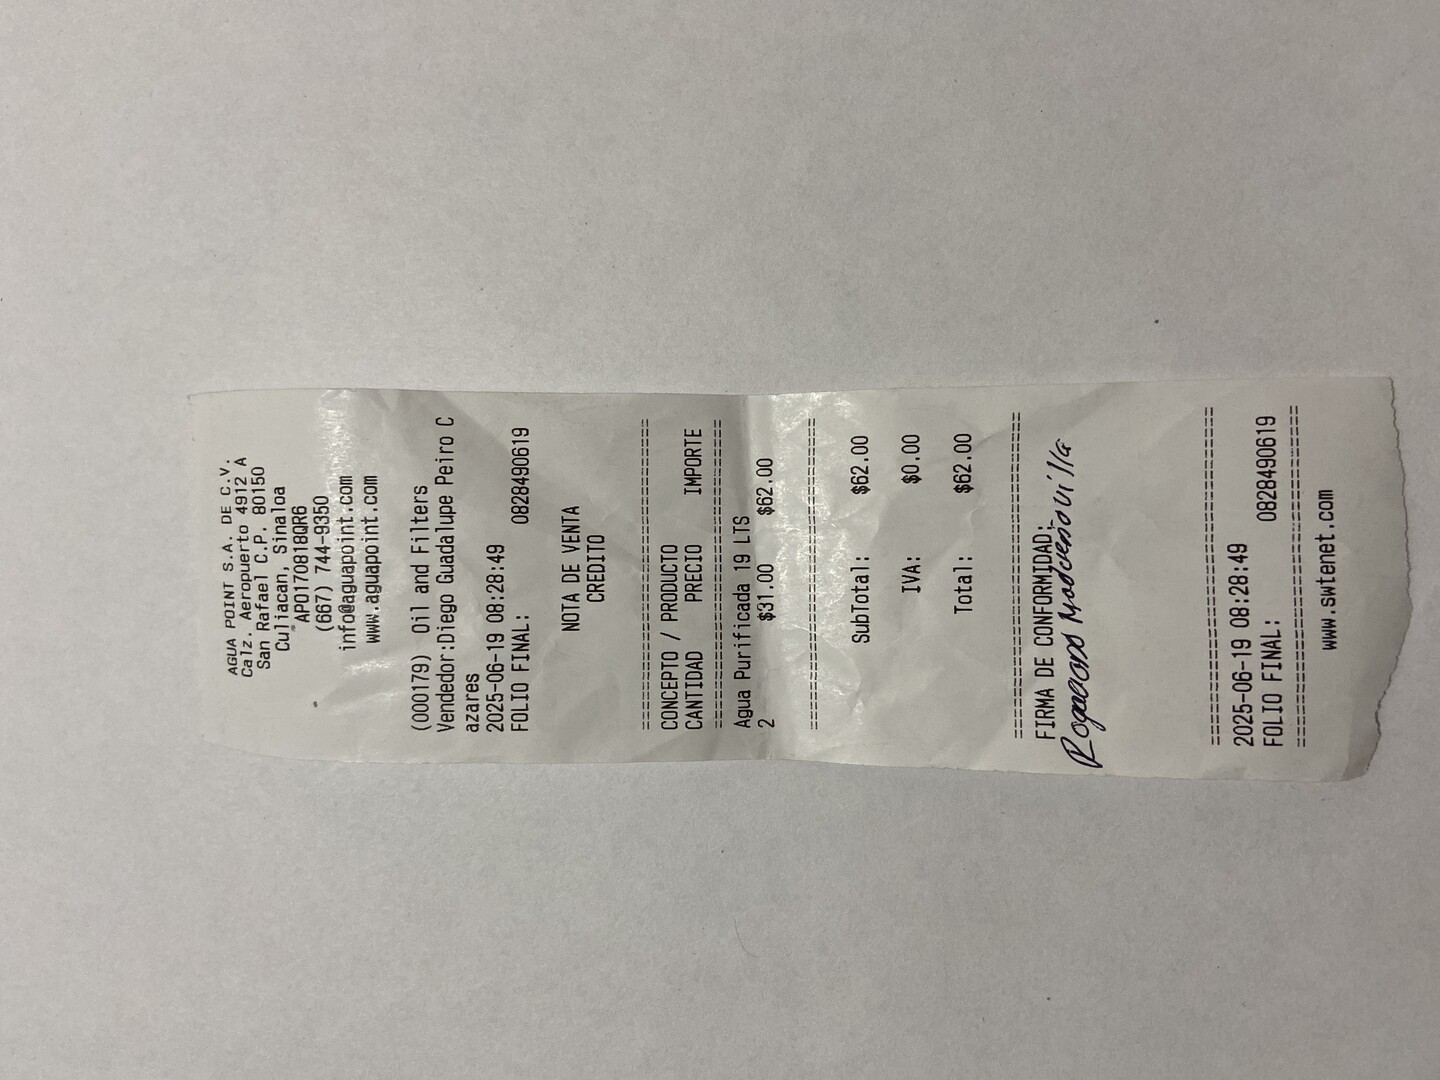 AGUA POINT S.A. DE C.V.
Calz. Aeropuerto 4912 A
San Rafael C.P. 80150
Culiacan, Sinaloa
APO170818QR6
(667) 744-9350
info@aguapoint.com
www.aguapoint.com
(000179) Oil and Filters
Vendedor:Diego Guadalupe Peiro C
azares
2025-06-19 08:28:49
FOLIO FINAL: 0828490619
NOTA DE VENTA
CREDITO
================================
CONCEPTO / PRODUCTO
CANTIDAD PRECIO IMPORTE
================================
Agua Purificada 19 LTS
2 $31.00 $62.00
================================
SubTotal: $62.00
IVA: $0.00
Total: $62.00
================================
FIRMA DE CONFORMIDAD:
================================
2025-06-19 08:28:49
FOLIO FINAL: 0828490619
================================
www.swtenet.com